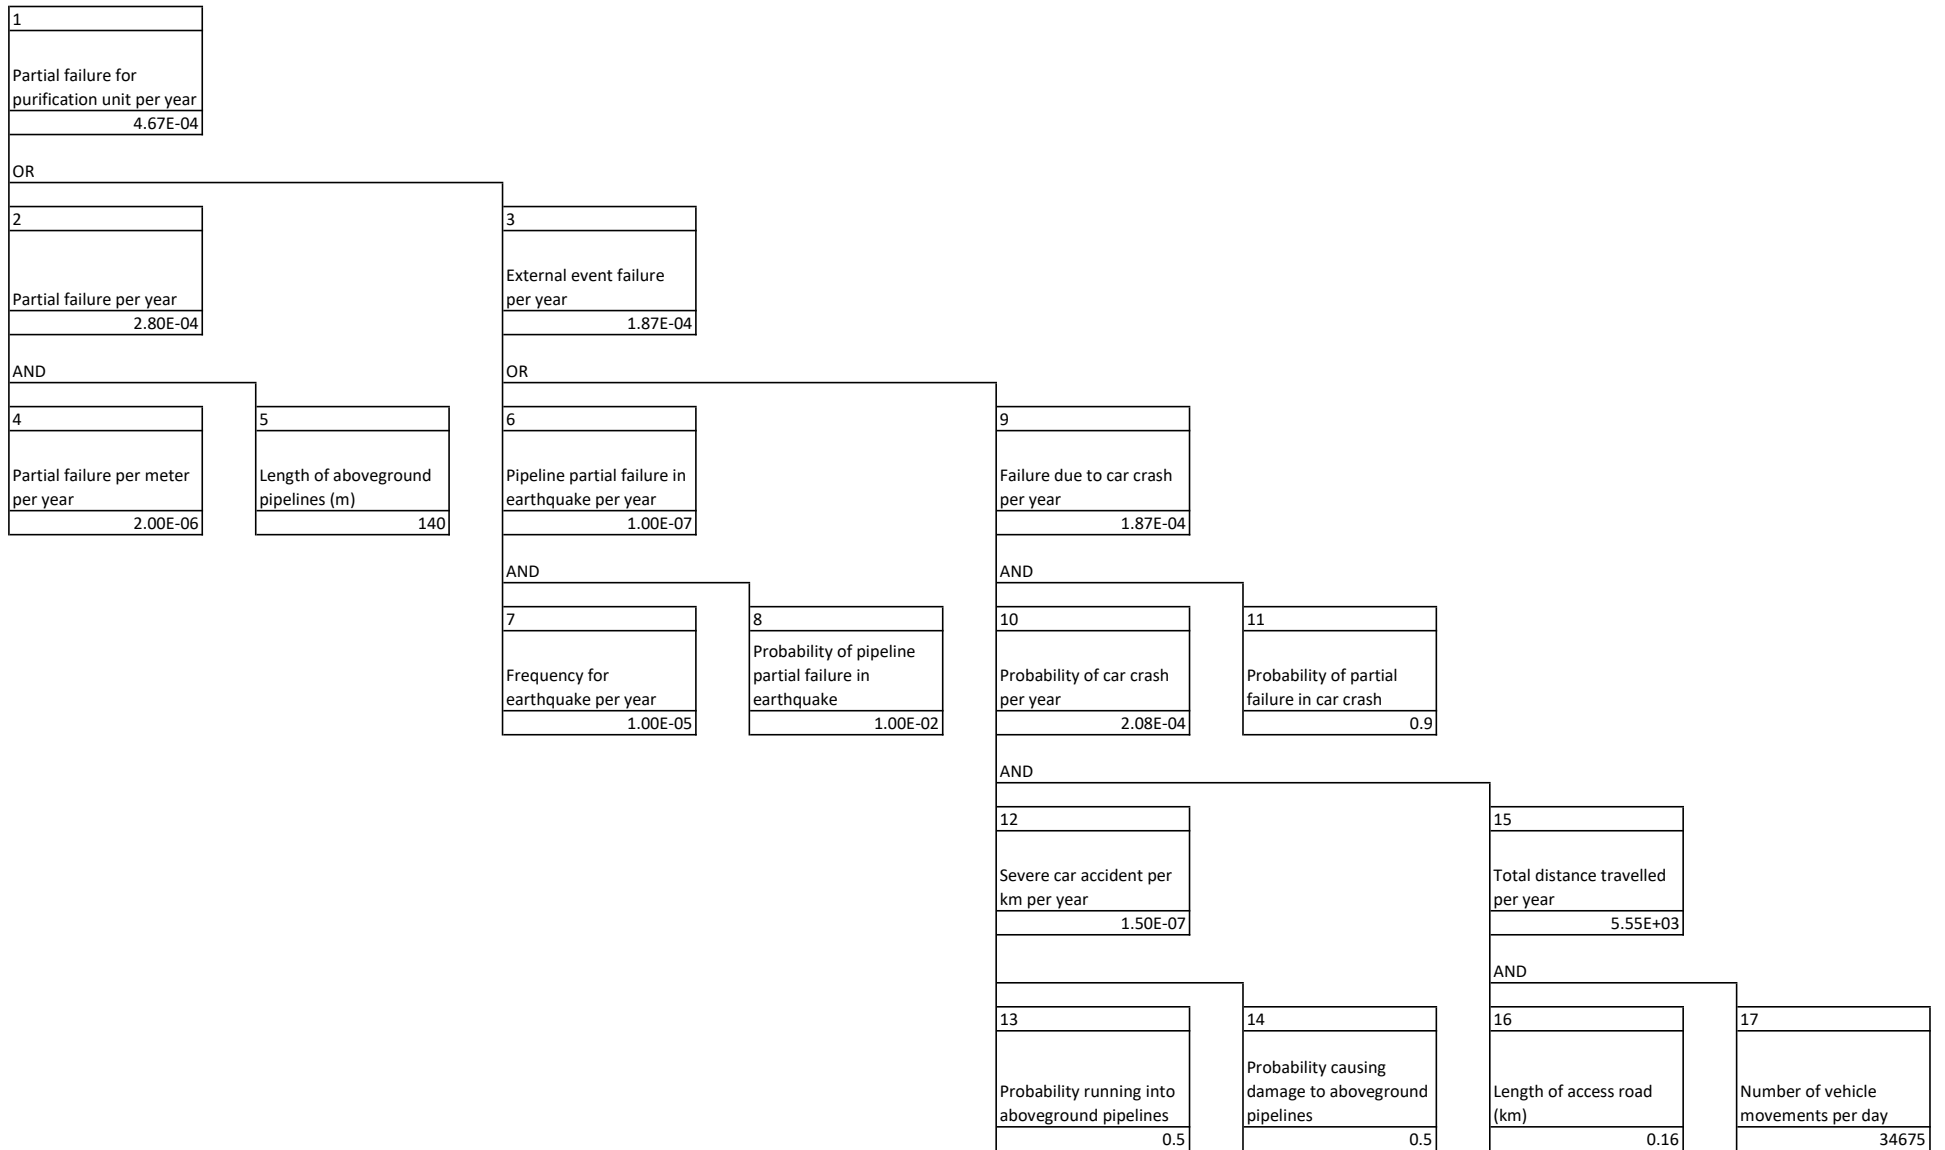 1
Partial failure for
purification unit per year
4.67E-04
OR
2
Partial failure per year
2.80E-04
3
External event failure
per year
1.87E-04
AND
OR
4
Partial failure per meter
per year
2.00E-06
5
Length of aboveground
pipelines (m)
140
6
Pipeline partial failure in
earthquake per year
1.00E-07
9
Failure due to car crash
per year
1.87E-04
AND
AND
7
Frequency for
earthquake per year
1.00E-05
8
Probability of pipeline
partial failure in
earthquake
1.00E-02
10
Probability of car crash
per year
2.08E-04
11
Probability of partial
failure in car crash
0.9
AND
12
Severe car accident per
km per year
1.50E-07
15
Total distance travelled
per year
5.55E+03
AND
13
Probability running into
aboveground pipelines
0.5
14
Probability causing
damage to aboveground
pipelines
0.5
16
Length of access road
(km)
0.16
17
Number of vehicle
movements per day
34675